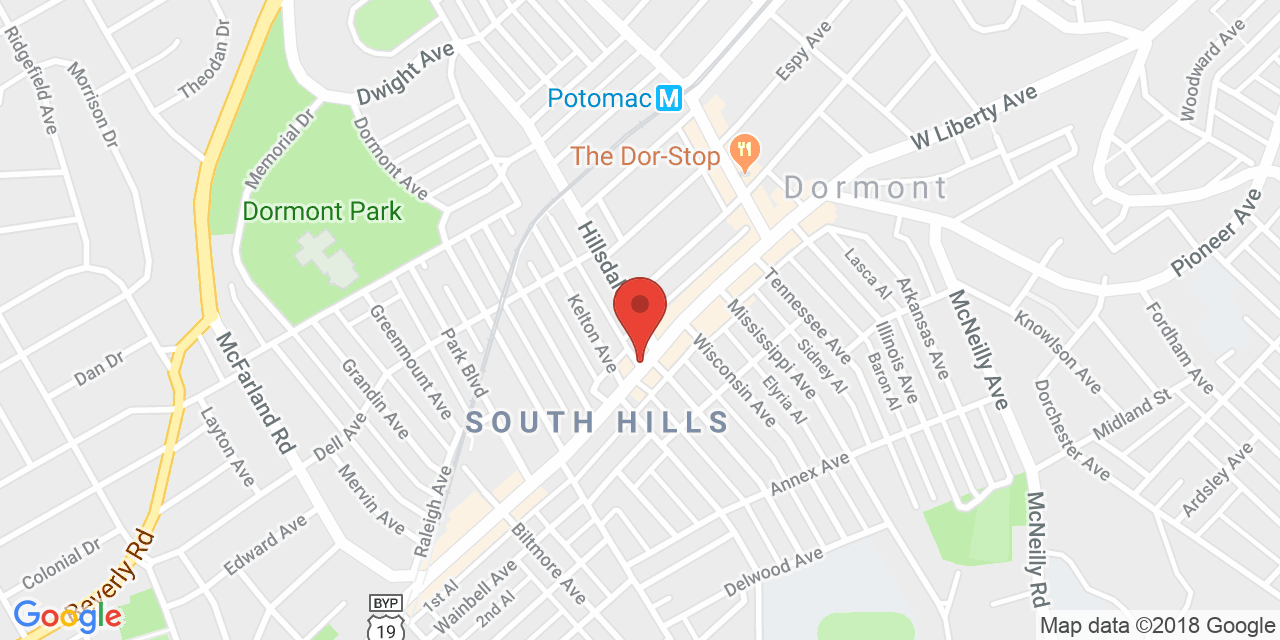 Ridgefield Ave
Morrison Dr
Theodan Dr
Dwight Ave
Espy Ave
Woodward Ave
Potomac M
W Liberty Ave
Memorial Dr
Dormont Ave
The Dor-Stop
Dormont
Dormont Park
Pioneer Ave
Hillsdal
Lasca Al
Arkansas Ave
Tennessee Ave
McNeilly Ave
Knowlson Ave
Fordham Ave
Kelton Ave
Mississippi Ave
Sidney Al
Illinois Ave
Baron Al
Greenmount Ave
Park Blvd
Wisconsin Ave
Elyria Al
Dan Dr
McFarland Rd
Grandin Ave
Dorchester Ave
Midland St
SOUTH HILLS
Layton Ave
Dell Ave
Mervin Ave
Raleigh Ave
Annex Ave
Ardsley Ave
McNeilly Rd
Colonial Dr
Beverly Rd
Edward Ave
Biltmore Ave
Delwood Ave
1st Al
Wainbell Ave
2nd Al
BYP
19
Google
Map data ©2018 Google